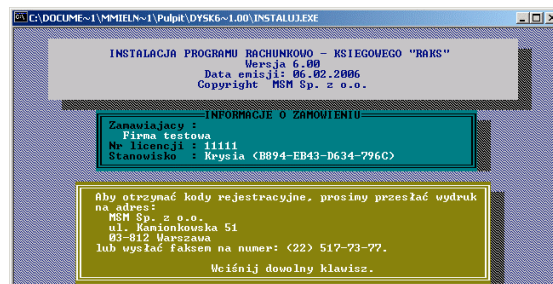 C:\DOCUME~1\MMIELN~1\Pulpit\DYSK6~1.00\INSTALUJ.EXE
INSTALACJA PROGRAMU RACHUNKOWO - KSIEGOWEGO "RAKS"
Wersja 6.00
Data emisji: 06.02.2006
Copyright MSM Sp. z o.o.
INFORMACJE O ZAMOWIENIU
Zamawiajacy :
Firma testowa
Nr licencji : 11111
Stanowisko : Krysia (B894-EB43-D634-796C)
Aby otrzymać kody rejestracyjne, prosimy przesłać wydruk
na adres:
MSM Sp. z o.o.
ul. Kamionkowska 51
03-812 Warszawa
lub wysłać faksem na numer: (22) 517-73-77.
Wciśnij dowolny klawisz.